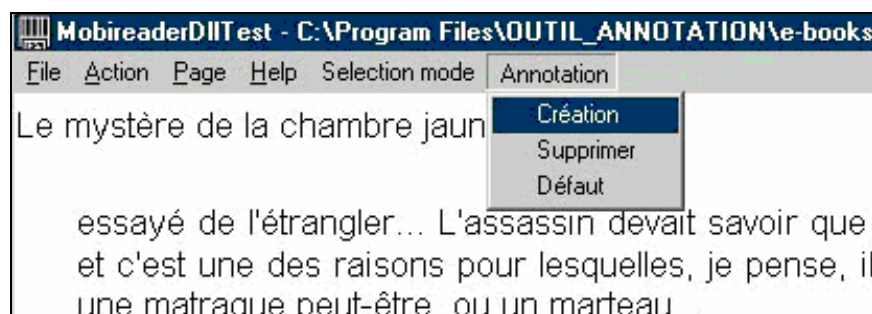 MobireaderDllTest - C:\Program Files\OUTIL_ANNOTATION\e-books
File Action Page Help Selection mode Annotation
Création
Supprimer
Défaut
Le mystère de la chambre jaun
essayé de l'étrangler... L'assassin devait savoir que
et c'est une des raisons pour lesquelles, je pense, il
une matraque peut-être, ou un marteau